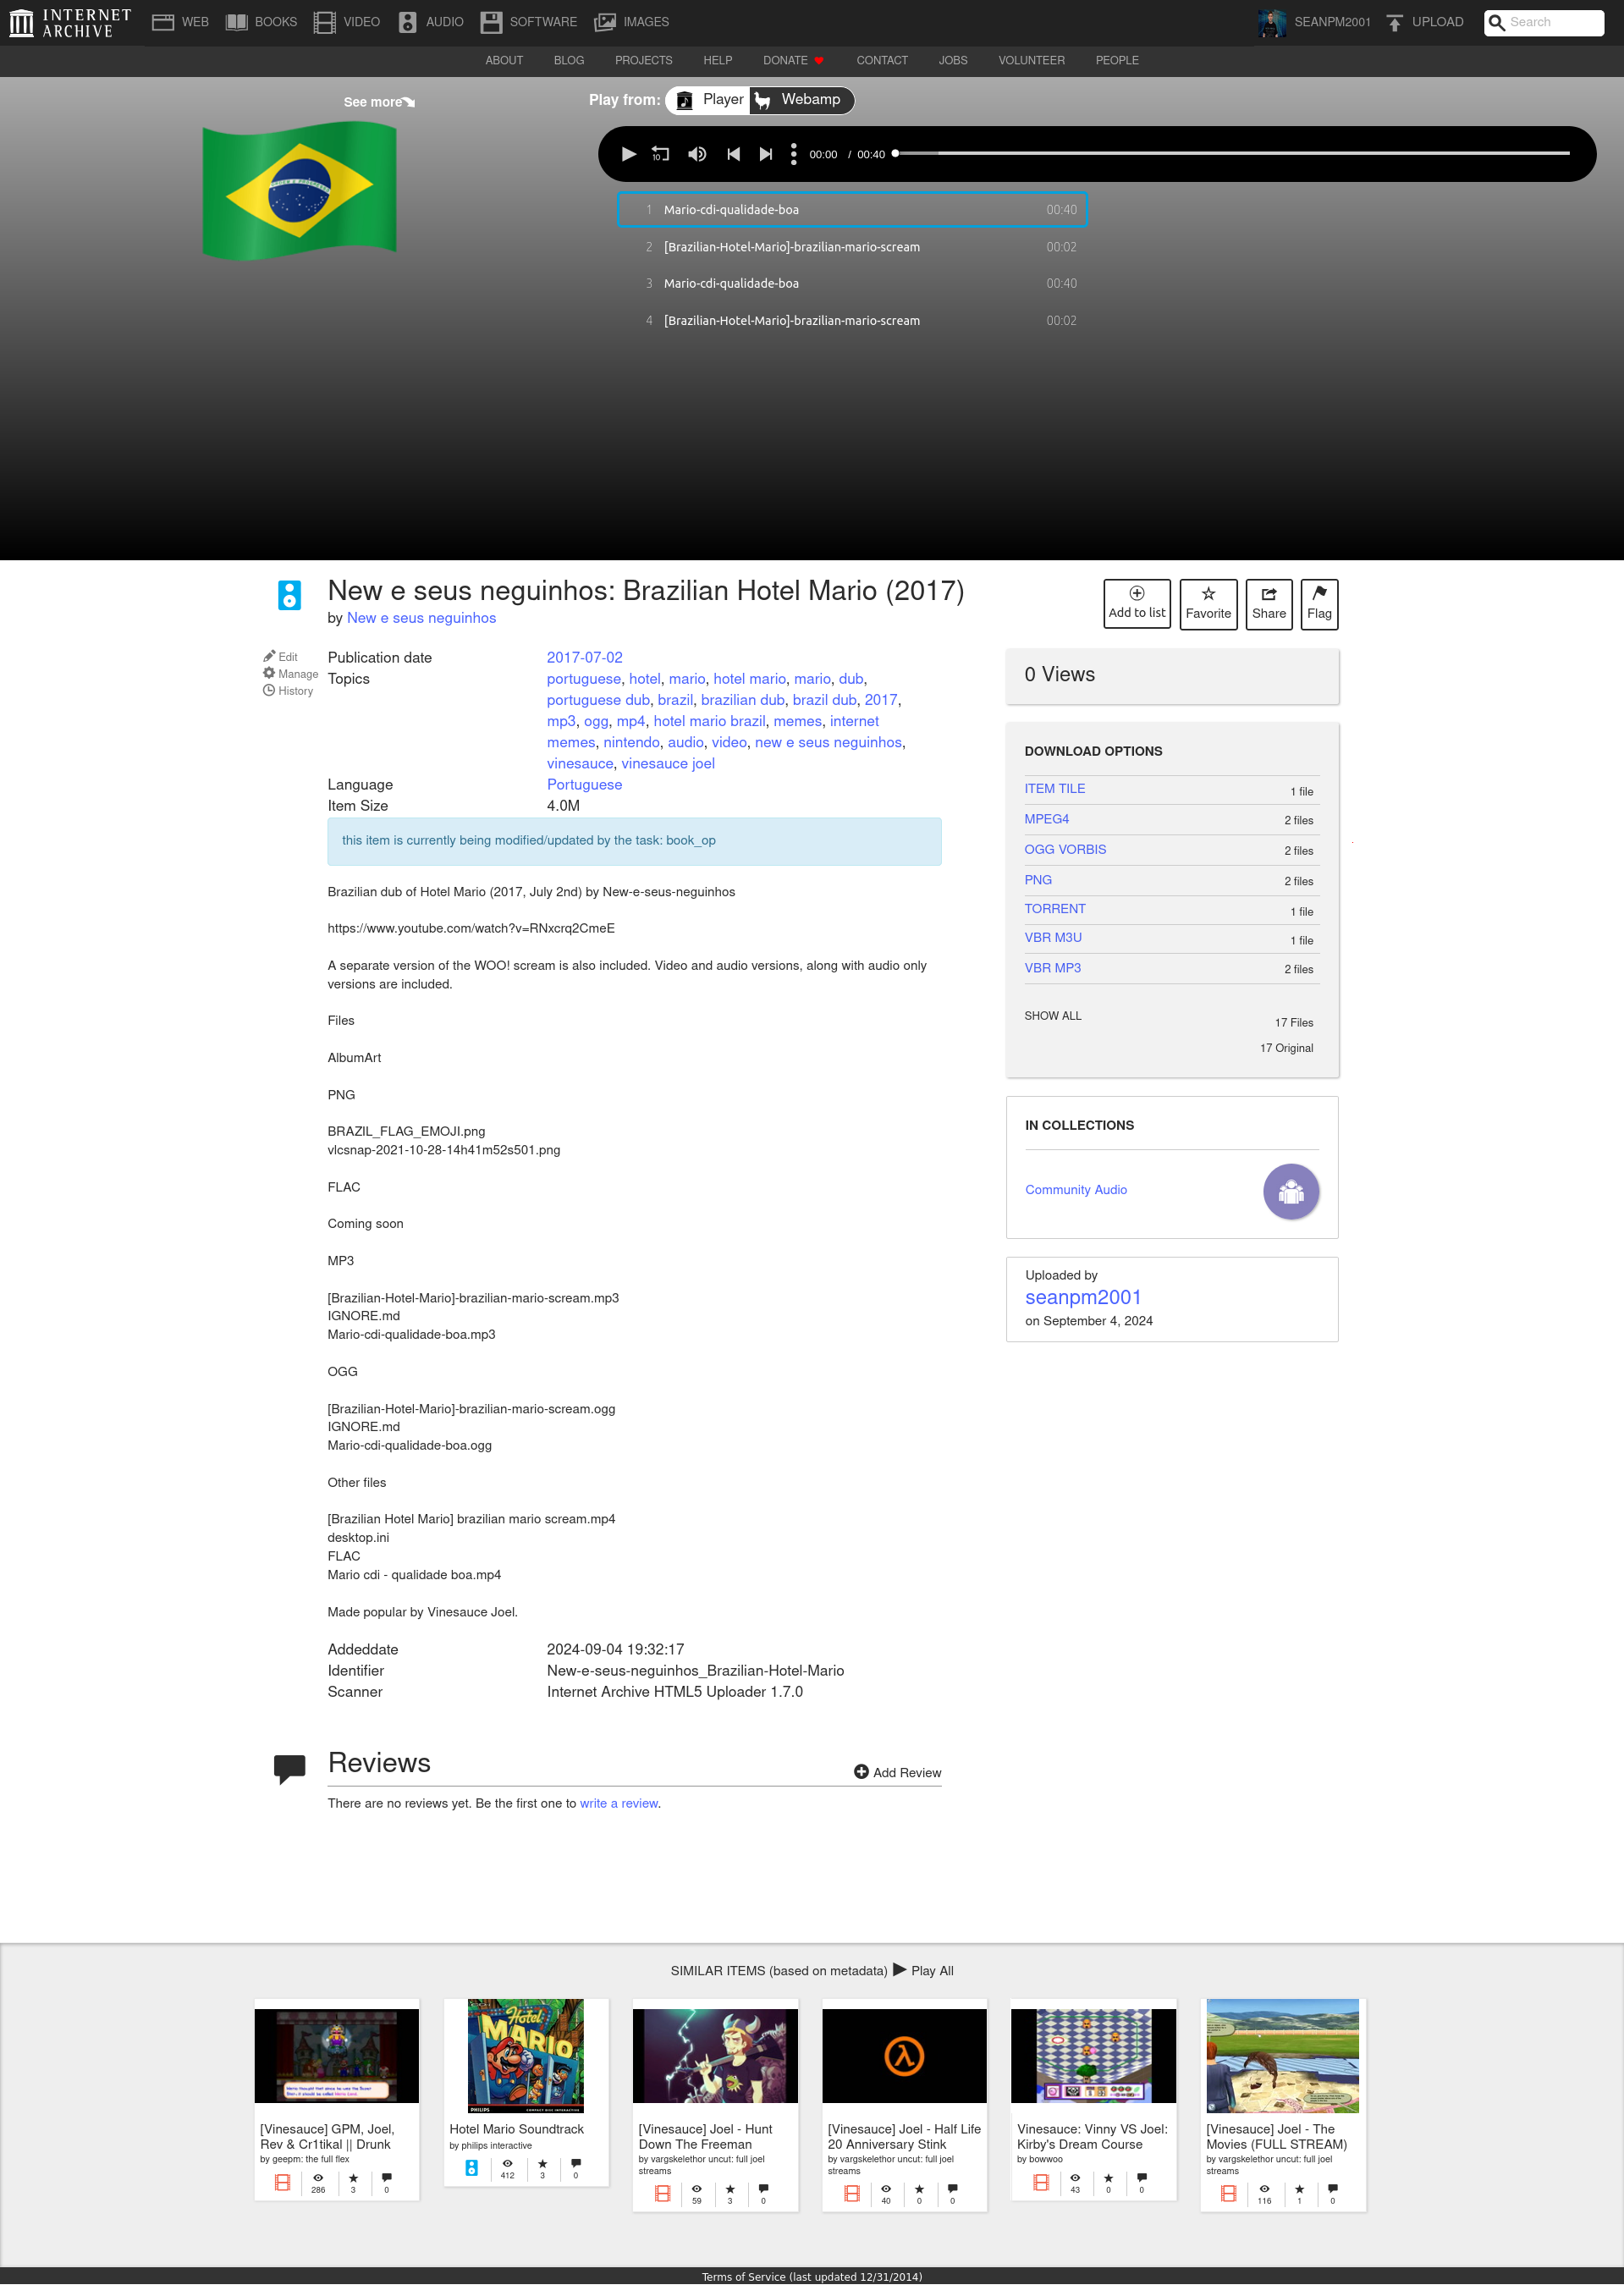 INTERNET ARCHIVE
WEB BOOKS VIDEO AUDIO SOFTWARE IMAGES SEANPM2001 UPLOAD Search
ABOUT BLOG PROJECTS HELP DONATE CONTACT JOBS VOLUNTEER PEOPLE
See more
Play from: Player Webamp
10 00:00 / 00:40
1 Mario-cdi-qualidade-boa 00:40
2 [Brazilian-Hotel-Mario]-brazilian-mario-scream 00:02
3 Mario-cdi-qualidade-boa 00:40
4 [Brazilian-Hotel-Mario]-brazilian-mario-scream 00:02
New e seus neguinhos: Brazilian Hotel Mario (2017)
by New e seus neguinhos
Add to list Favorite Share Flag
Edit
Manage
History
Publication date 2017-07-02
Topics portuguese, hotel, mario, hotel mario, mario, dub,
portuguese dub, brazil, brazilian dub, brazil dub, 2017,
mp3, ogg, mp4, hotel mario brazil, memes, internet
memes, nintendo, audio, video, new e seus neguinhos,
vinesauce, vinesauce joel
Language Portuguese
Item Size 4.0M
this item is currently being modified/updated by the task: book_op
Brazilian dub of Hotel Mario (2017, July 2nd) by New-e-seus-neguinhos
https://www.youtube.com/watch?v=RNxcrq2CmeE
A separate version of the WOO! scream is also included. Video and audio versions, along with audio only
versions are included.
Files
AlbumArt
PNG
BRAZIL_FLAG_EMOJI.png
vlcsnap-2021-10-28-14h41m52s501.png
FLAC
Coming soon
MP3
[Brazilian-Hotel-Mario]-brazilian-mario-scream.mp3
IGNORE.md
Mario-cdi-qualidade-boa.mp3
OGG
[Brazilian-Hotel-Mario]-brazilian-mario-scream.ogg
IGNORE.md
Mario-cdi-qualidade-boa.ogg
Other files
[Brazilian Hotel Mario] brazilian mario scream.mp4
desktop.ini
FLAC
Mario cdi - qualidade boa.mp4
Made popular by Vinesauce Joel.
Addeddate 2024-09-04 19:32:17
Identifier New-e-seus-neguinhos_Brazilian-Hotel-Mario
Scanner Internet Archive HTML5 Uploader 1.7.0
0 Views
DOWNLOAD OPTIONS
ITEM TILE 1 file
MPEG4 2 files
OGG VORBIS 2 files
PNG 2 files
TORRENT 1 file
VBR M3U 1 file
VBR MP3 2 files
SHOW ALL 17 Files
17 Original
IN COLLECTIONS
Community Audio
Uploaded by
seanpm2001
on September 4, 2024
Reviews
Add Review
There are no reviews yet. Be the first one to write a review.
SIMILAR ITEMS (based on metadata) Play All
[Vinesauce] GPM, Joel,
Rev & Cr1tikal || Drunk
by geepm: the full flex
286 3 0
Hotel
MARIO
PHILIPS COMPACT DISC INTERACTIVE
Hotel Mario Soundtrack
by philips interactive
412 3 0
[Vinesauce] Joel - Hunt
Down The Freeman
by vargskelethor uncut: full joel
streams
59 3 0
[Vinesauce] Joel - Half Life
20 Anniversary Stink
by vargskelethor uncut: full joel
streams
40 0 0
Vinesauce: Vinny VS Joel:
Kirby's Dream Course
by bowwoo
43 0 0
[Vinesauce] Joel - The
Movies (FULL STREAM)
by vargskelethor uncut: full joel
streams
116 1 0
Terms of Service (last updated 12/31/2014)